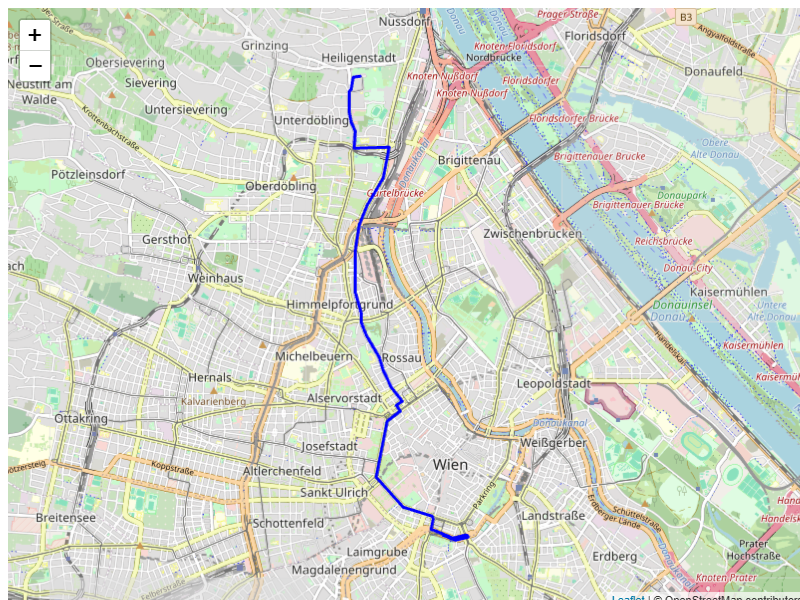 +
−
Nussdorf
Prager Straße
B3
Angyalföldstraße
Donau
Grinzing
Floridsdorf
Knoten Floridsdorf
Nordbrücke
Obersievering
Heiligenstadt
Knoten Nußdorf
Floridsdorf
Donaufeld
Neustift am
Walde
Sievering
Knoten Nußdorf
Krottenbachstraße
Untersievering
Unterdöbling
Floridsdorfer Brücke
Donaukanal
Obere
Alte Donau
Brigittenau
Brigittenauer Brücke
Pötzleinsdorf
Oberdöbling
Gürtelbrücke
Donaupark
Brigittenauer Brücke
Gersthof
Zwischenbrücken
Reichsbrücke
Donau-City
Weinhaus
Kaisermühlen
Himmelpfortgrund
Donauinsel
Donau
Untere
Alte Donau
Michelbeuern
Rossau
Handelskai
Kaisermühlen
Hernals
Leopoldstadt
Kalvarienberg
Alservorstadt
Ottakring
Donaukanal
Josefstadt
Weißgerber
Koppstraße
Altlerchenfeld
Wien
Sankt Ulrich
Parkring
Breitensee
Schottenfeld
Landstraße
Schüttelstraße
Erdberger Lände
Laimgrube
Magdalenengrund
Erdberg
Prater
Hochstraße
Donaukanal
Knoten Prater
Felberstraße
Leaflet | © OpenStreetMap contributors